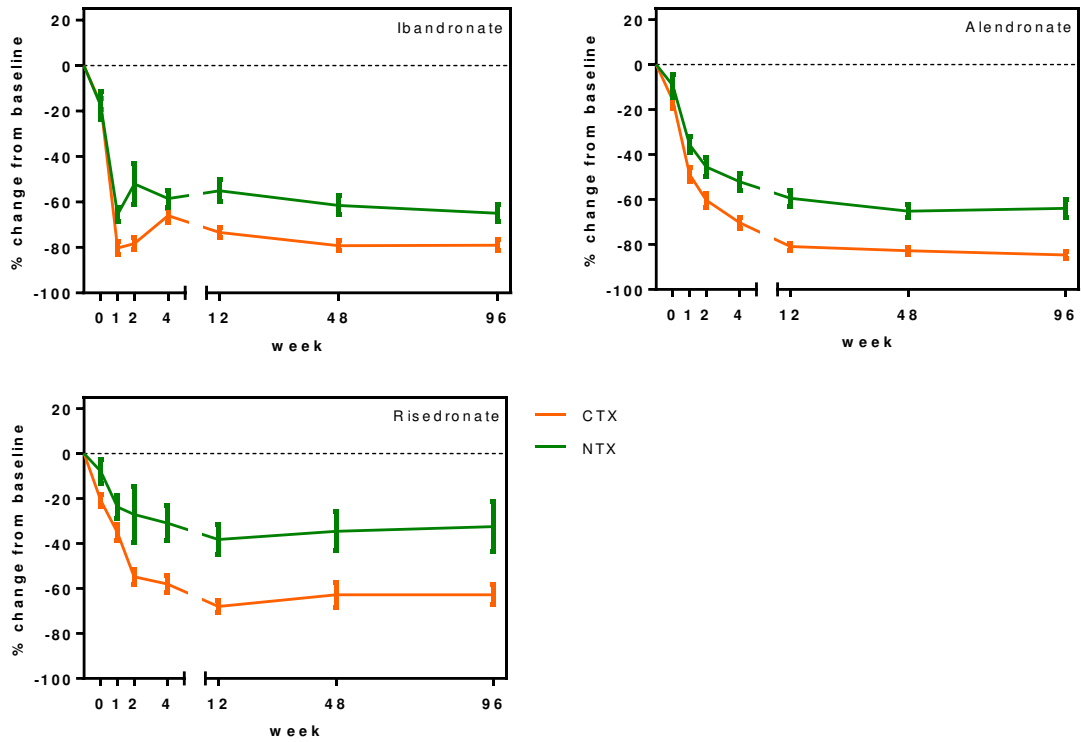 Ibandronate
% change from baseline
20
0
-20
-40
-60
-80
-100
0 1 2 4 12 48 96
week
Alendronate
% change from baseline
20
0
-20
-40
-60
-80
-100
0 1 2 4 12 48 96
week
Risedronate
% change from baseline
20
0
-20
-40
-60
-80
-100
0 1 2 4 12 48 96
week
CTX
NTX